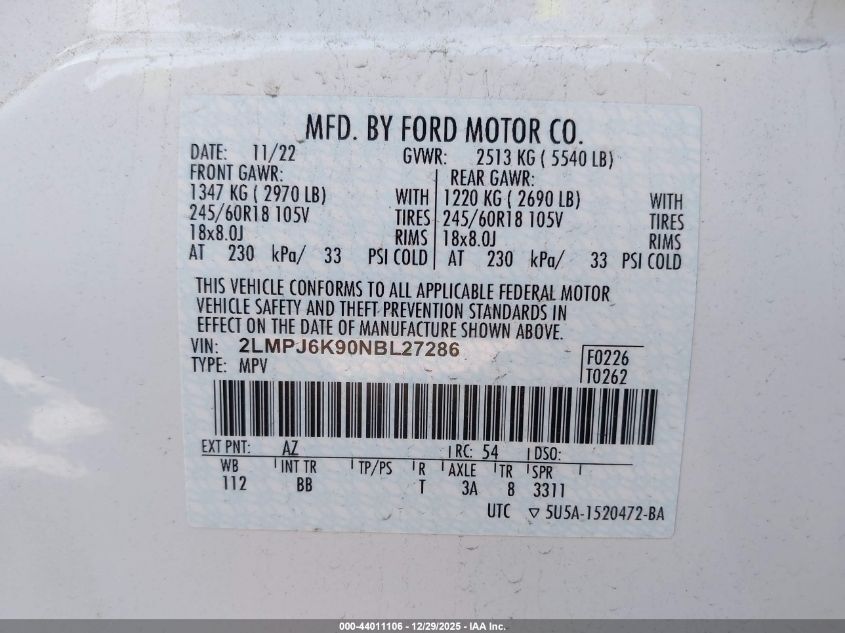 MFD. BY FORD MOTOR CO.
DATE: 11/22 GVWR: 2513 KG ( 5540 LB)
FRONT GAWR: REAR GAWR:
1347 KG ( 2970 LB) WITH 1220 KG ( 2690 LB) WITH
245/60R18 105V TIRES 245/60R18 105V TIRES
18x8.0J RIMS 18x8.0J RIMS
AT 230 kPa/ 33 PSI COLD AT 230 kPa/ 33 PSI COLD
THIS VEHICLE CONFORMS TO ALL APPLICABLE FEDERAL MOTOR
VEHICLE SAFETY AND THEFT PREVENTION STANDARDS IN
EFFECT ON THE DATE OF MANUFACTURE SHOWN ABOVE.
VIN: 2LMPJ6K90NBL27286 F0226
TYPE: MPV T0262
EXT PNT: AZ RC: 54 DSO:
WB INT TR TP/PS R AXLE TR SPR
112 BB T 3A 8 3311
UTC ▽ 5U5A-1520472-BA
000-44011106 - 12/29/2025 - IAA Inc.